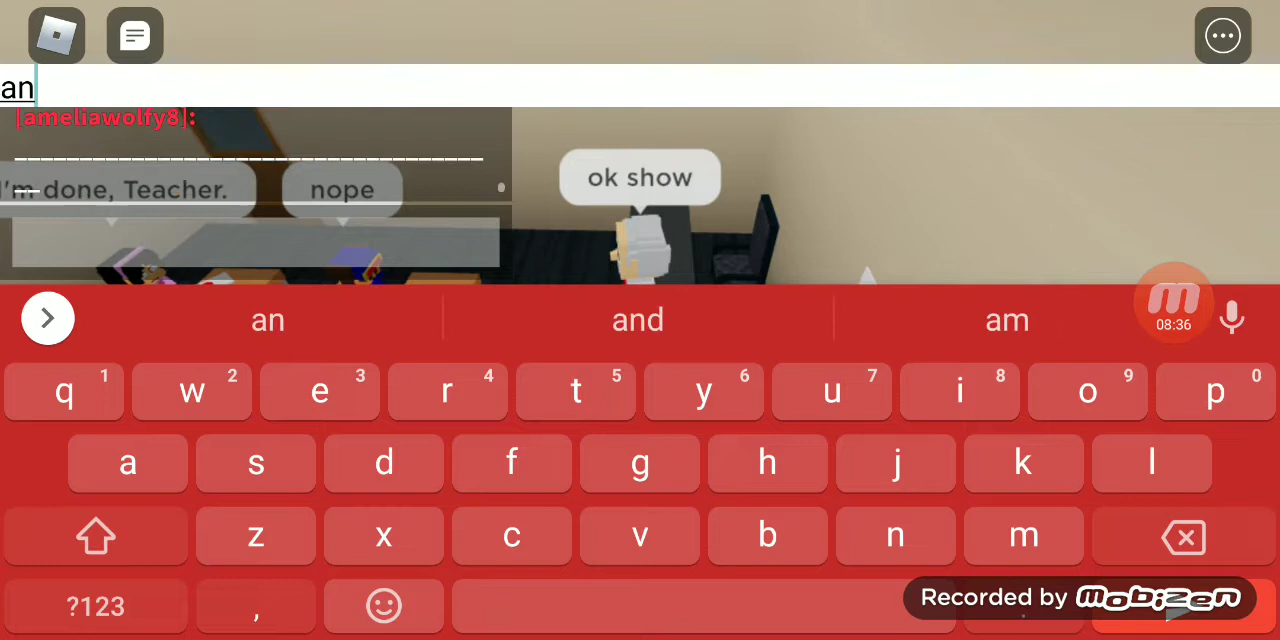 an
[ameliawolfy8]:
I'm done, Teacher.
nope
ok show
an and am
08:36
q 1 w 2 e 3 r 4 t 5 y 6 u 7 i 8 o 9 p 0
a s d f g h j k l
z x c v b n m
?123 , .
Recorded by mobizen